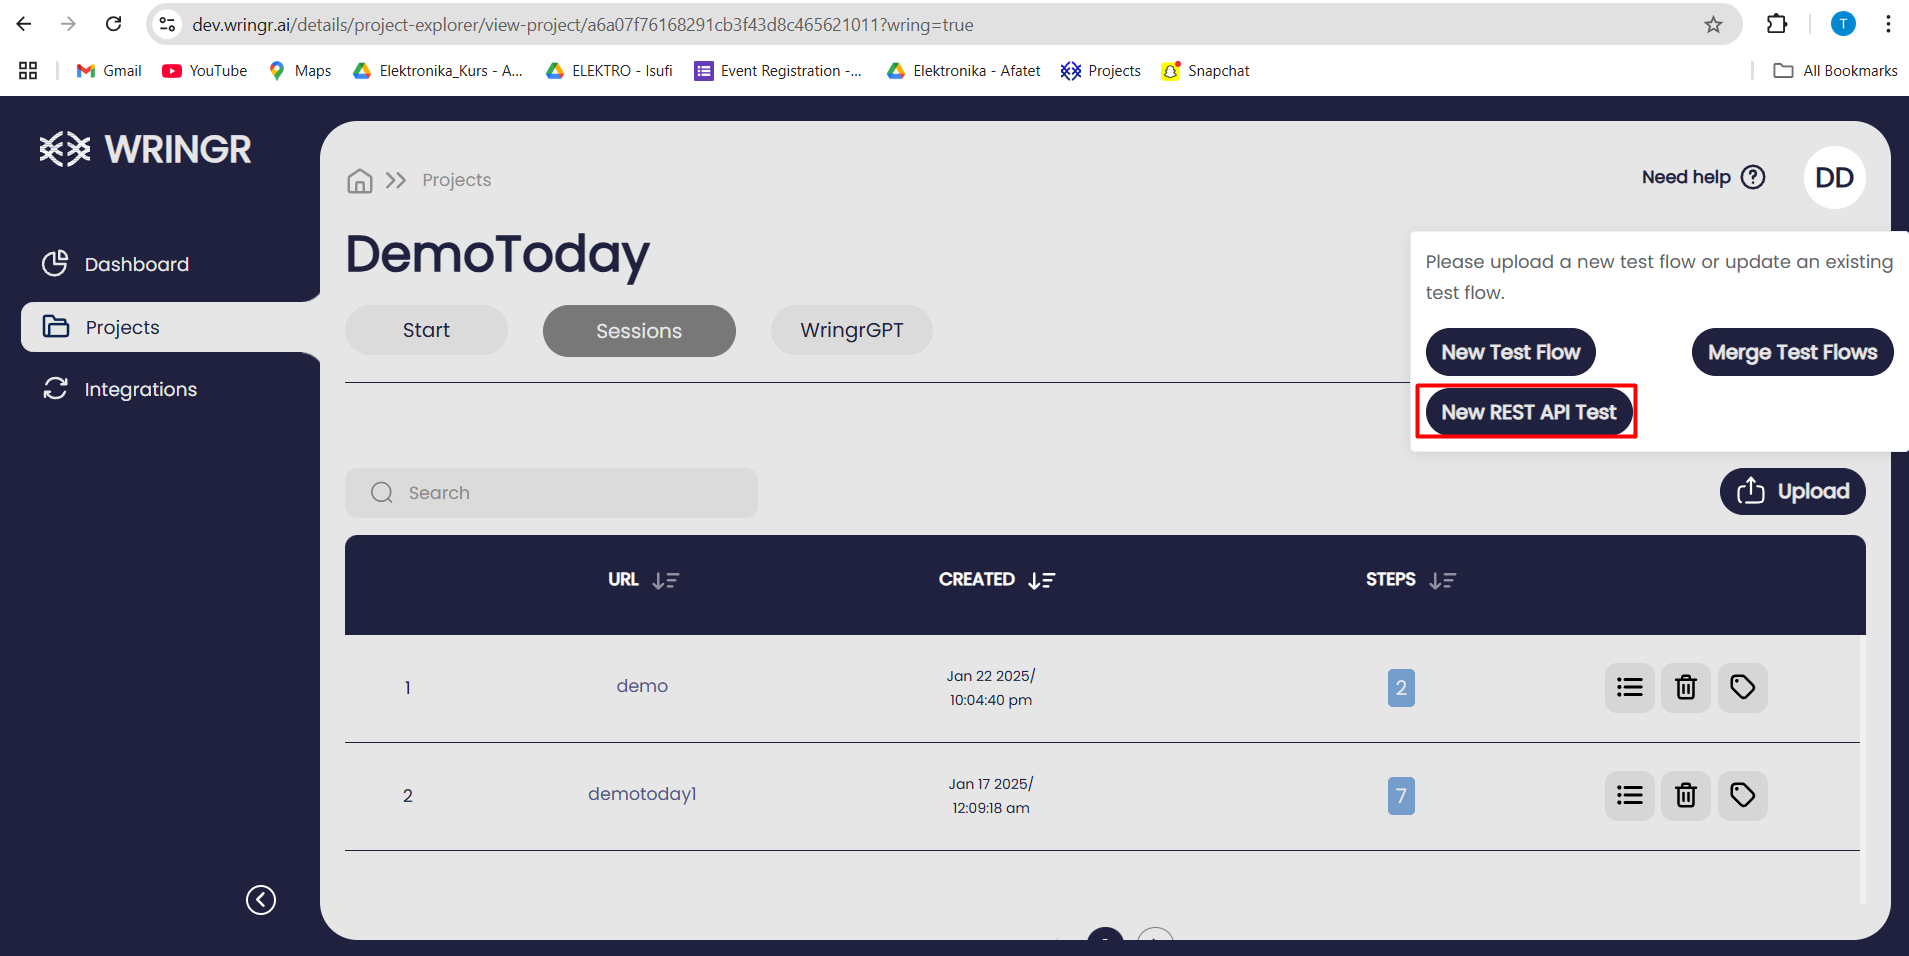 dev.wringr.ai/details/project-explorer/view-project/a6a07f76168291cb3f43d8c465621011?wring=true
T
Gmail
YouTube
Maps
Elektronika_Kurs - A...
ELEKTRO - Isufi
Event Registration -...
Elektronika - Afatet
Projects
Snapchat
All Bookmarks
WRINGR
Dashboard
Projects
Integrations
Projects
Need help
DD
DemoToday
Start
Sessions
WringrGPT
Please upload a new test flow or update an existing
test flow.
New Test Flow
Merge Test Flows
New REST API Test
Search
Upload
URL
CREATED
STEPS
1
demo
Jan 22 2025/
10:04:40 pm
2
2
demotoday1
Jan 17 2025/
12:09:18 am
7